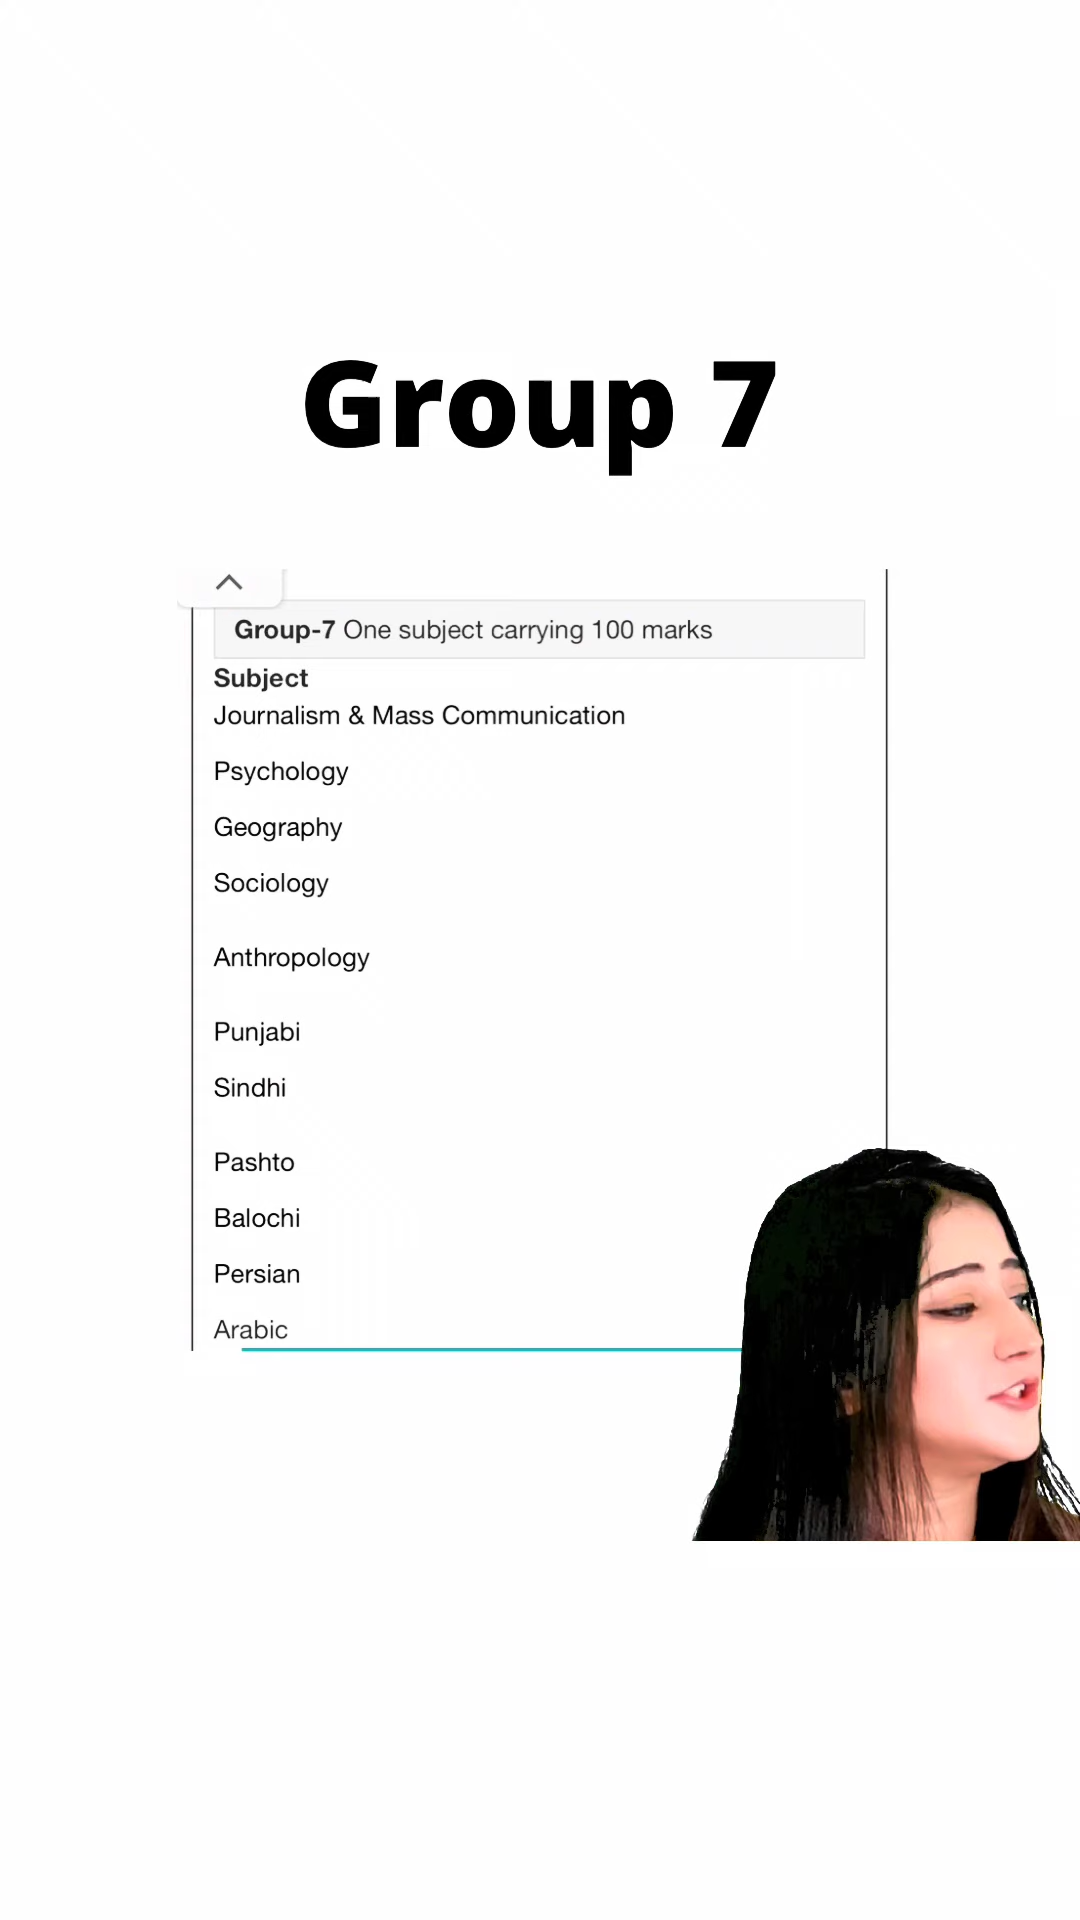 Group 7
Group-7 One subject carrying 100 marks
Subject
Journalism & Mass Communication
Psychology
Geography
Sociology
Anthropology
Punjabi
Sindhi
Pashto
Balochi
Persian
Arabic